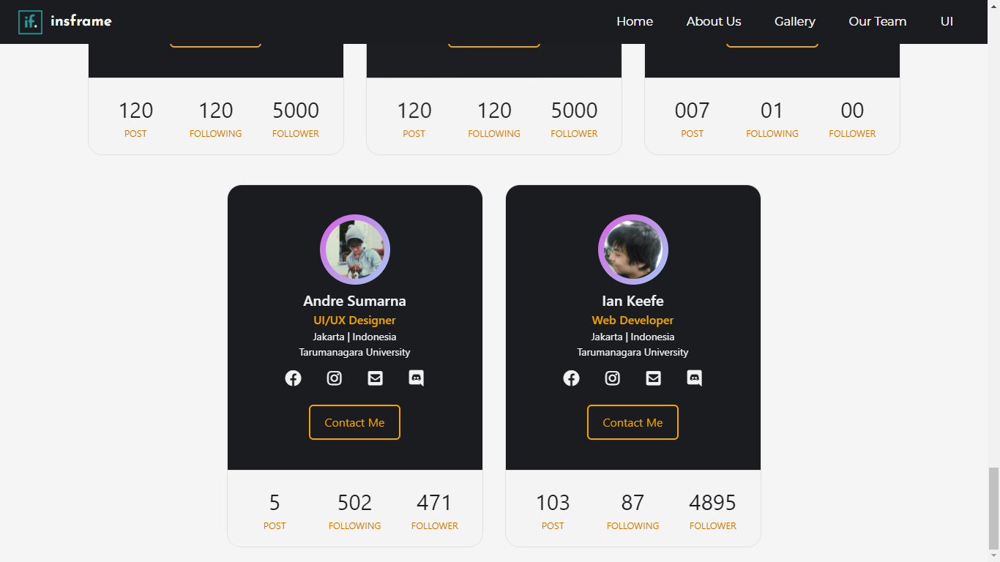 if. insframe Home About Us Gallery Our Team UI
120 120 5000 120 120 5000 007 01 00
POST FOLLOWING FOLLOWER POST FOLLOWING FOLLOWER POST FOLLOWING FOLLOWER
Andre Sumarna
UI/UX Designer
Jakarta | Indonesia
Tarumanagara University
Contact Me
5 502 471
POST FOLLOWING FOLLOWER
Ian Keefe
Web Developer
Jakarta | Indonesia
Tarumanagara University
Contact Me
103 87 4895
POST FOLLOWING FOLLOWER